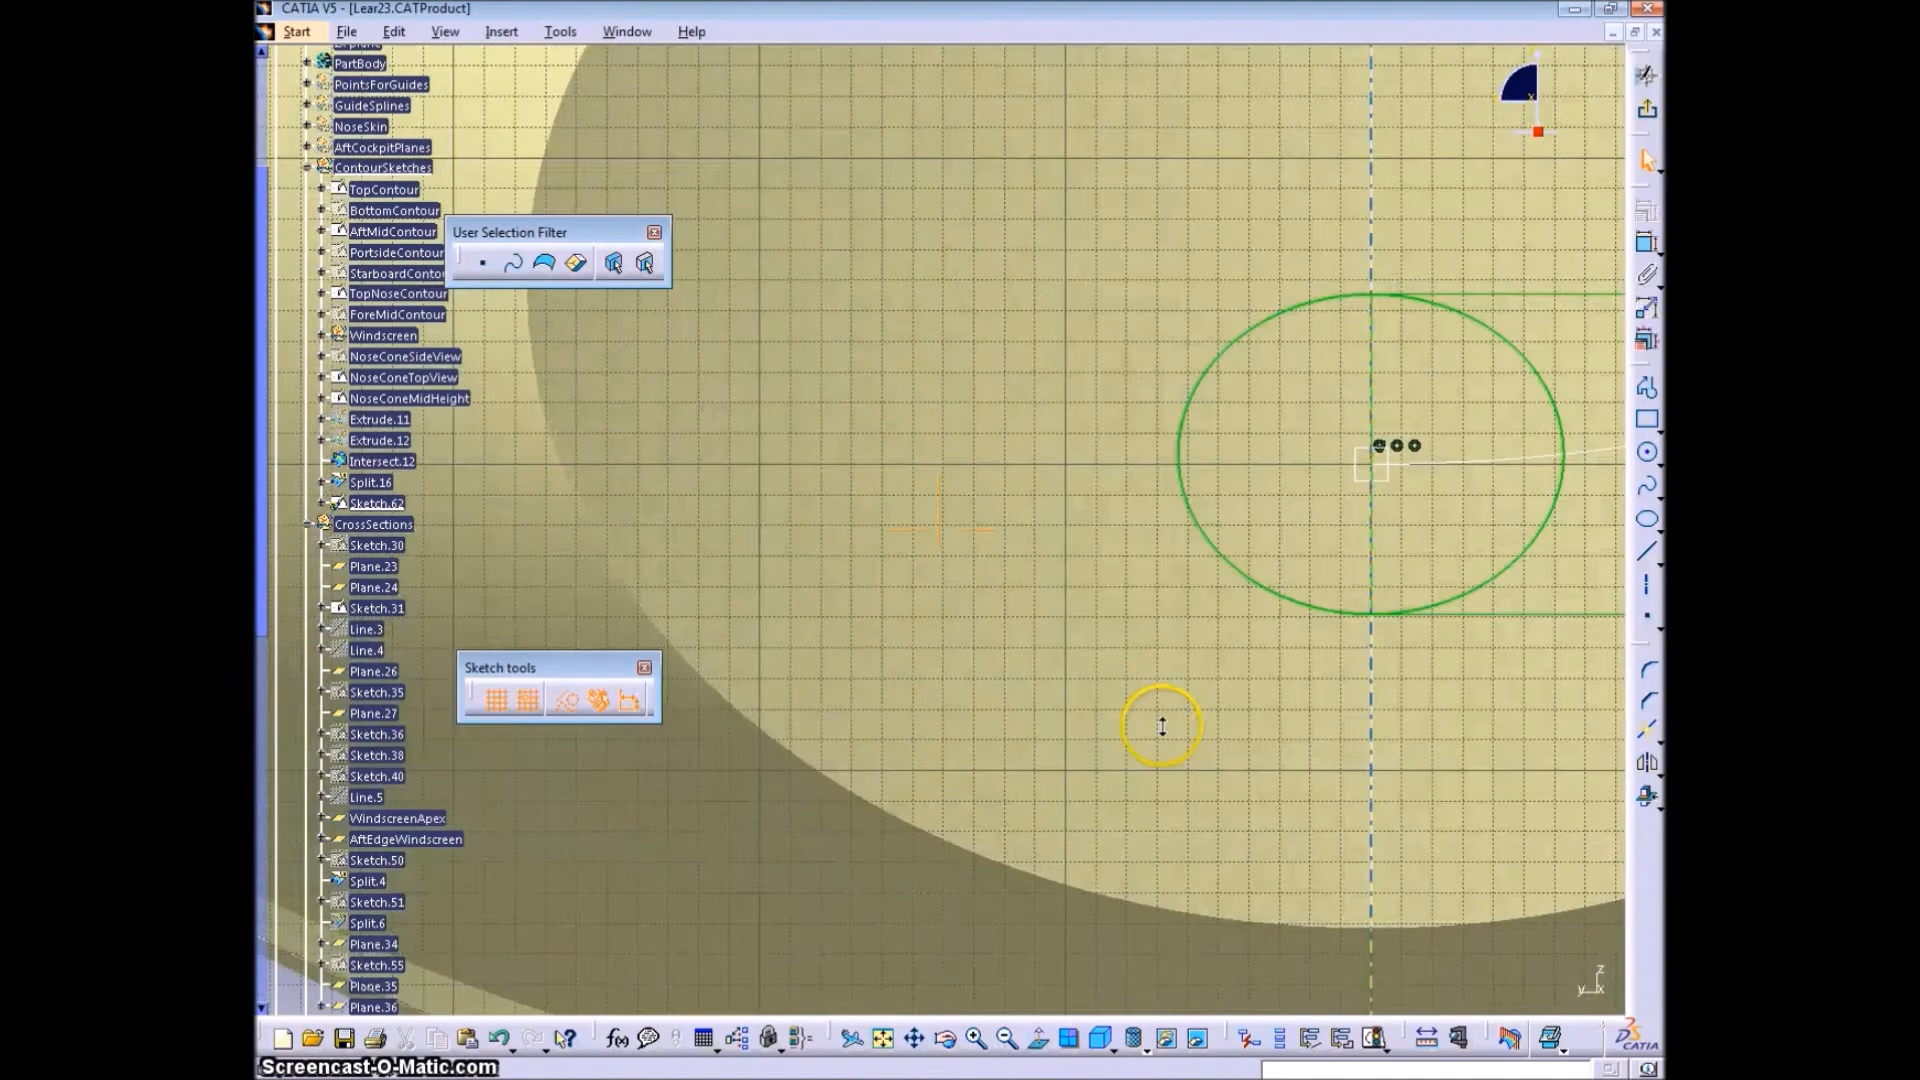 CATIA V5 - [Lear23.CATProduct]
Start File Edit View Insert Tools Window Help
PartBody
PointsForGuides
GuideSplines
NoseSkin
AftCockpitPlanes
ContourSketches
TopContour
BottomContour
AftMidContour
PortsideContour
StarboardConto
TopNoseContour
ForeMidContour
Windscreen
NoseConeSideView
NoseConeTopView
NoseConeMidHeight
Extrude.11
Extrude.12
Intersect.12
Split.16
Sketch.62
CrossSections
Sketch.30
Plane.23
Plane.24
Sketch.31
Line.3
Line.4
Plane.26
Sketch.35
Plane.27
Sketch.36
Sketch.38
Sketch.40
Line.5
WindscreenApex
AftEdgeWindscreen
Sketch.50
Split.4
Sketch.51
Split.6
Plane.34
Sketch.55
Plane.35
Plane.36
User Selection Filter
Sketch tools
x
z
y x
f(x)
CATIA
Screencast-O-Matic.com